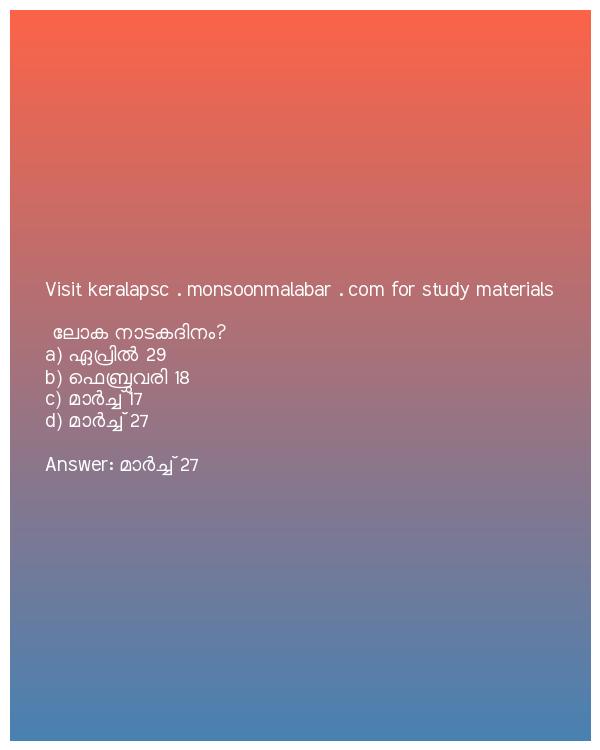 Visit keralapsc . monsoonmalabar . com for study materials
ലോക നാടകദിനം?
a) ഏപ്രിൽ 29
b) ഫെബ്രുവരി 18
c) മാർച്ച് 17
d) മാർച്ച് 27
Answer: മാർച്ച് 27